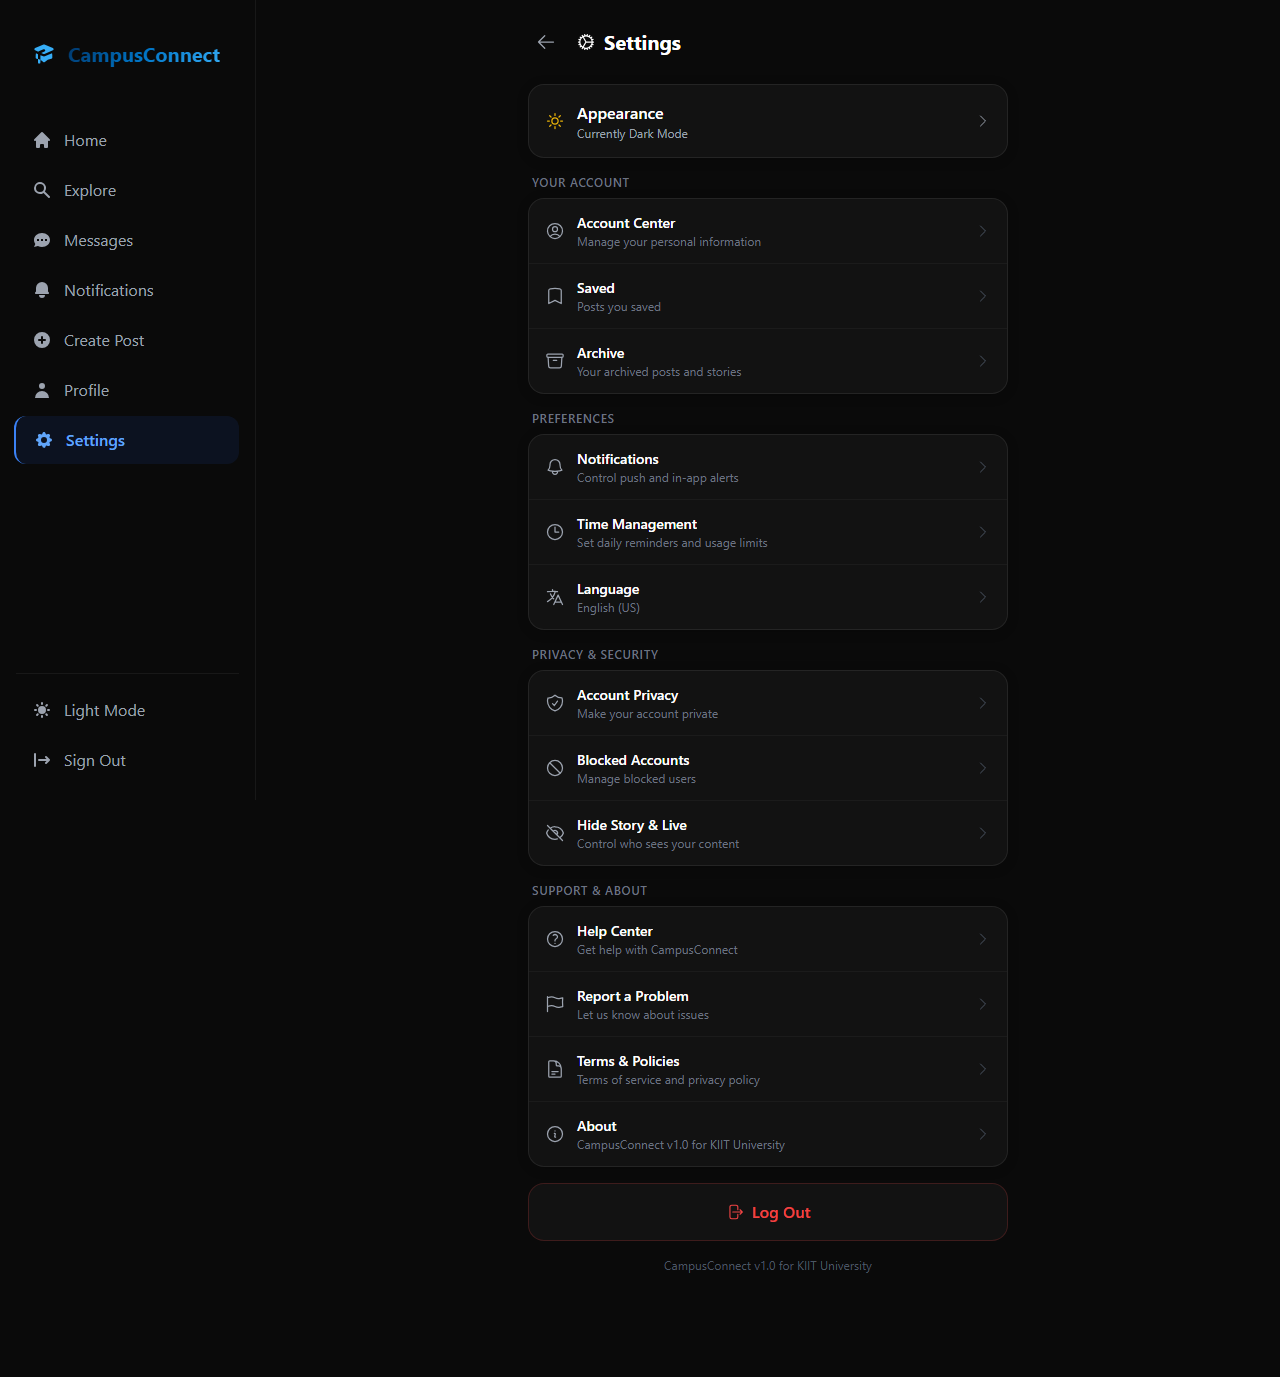 CampusConnect
Home
Explore
Messages
Notifications
Create Post
Profile
Settings
Light Mode
Sign Out
Settings
Appearance
Currently Dark Mode
YOUR ACCOUNT
Account Center
Manage your personal information
Saved
Posts you saved
Archive
Your archived posts and stories
PREFERENCES
Notifications
Control push and in-app alerts
Time Management
Set daily reminders and usage limits
Language
English (US)
PRIVACY & SECURITY
Account Privacy
Make your account private
Blocked Accounts
Manage blocked users
Hide Story & Live
Control who sees your content
SUPPORT & ABOUT
Help Center
Get help with CampusConnect
Report a Problem
Let us know about issues
Terms & Policies
Terms of service and privacy policy
About
CampusConnect v1.0 for KIIT University
Log Out
CampusConnect v1.0 for KIIT University